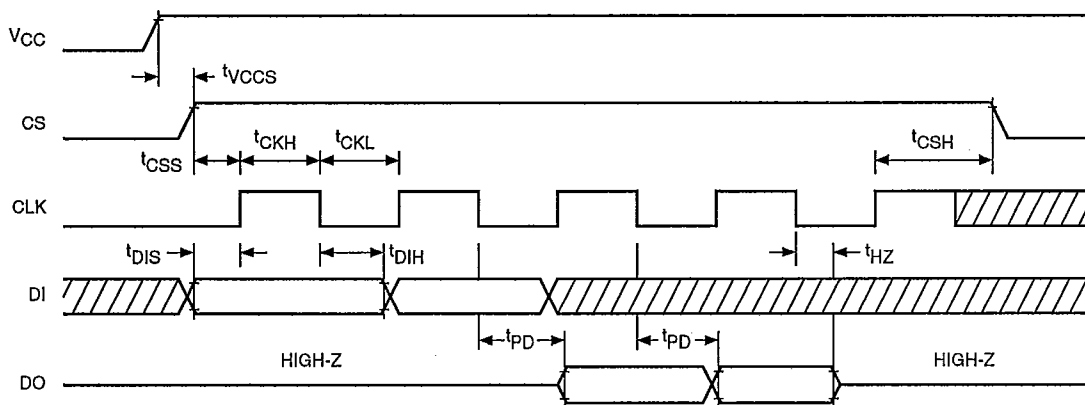 VCC
tVCCS
CS
tCSS
tCKH
tCKL
tCSH
CLK
tDIS
tDIH
tHZ
DI
tPD
tPD
HIGH-Z
HIGH-Z
DO